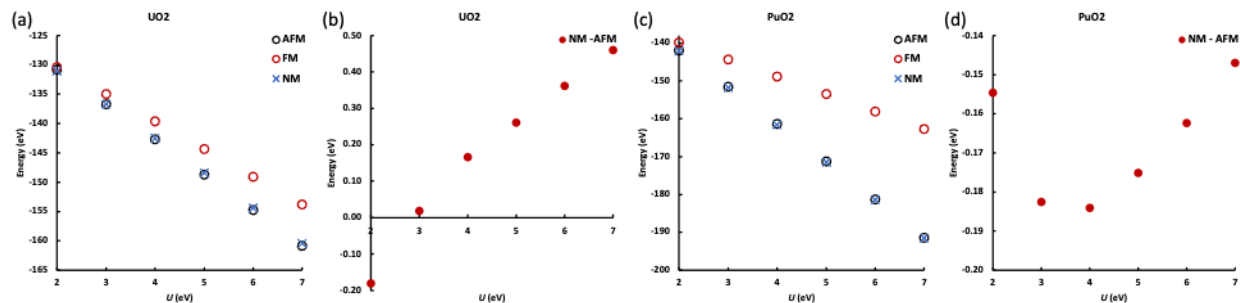 (a)
UO2
-125
-130
-135
-140
-145
-150
-155
-160
-165
Energy (eV)
2 3 4 5 6 7
U (eV)
AFM
FM
NM
(b)
UO2
0.50
0.40
0.30
0.20
0.10
0.00
-0.10
-0.20
Energy (eV)
2 3 4 5 6 7
U (eV)
NM -AFM
(c)
PuO2
-140
-150
-160
-170
-180
-190
-200
Energy (eV)
2 3 4 5 6 7
U (eV)
AFM
FM
NM
(d)
PuO2
-0.14
-0.15
-0.16
-0.17
-0.18
-0.19
-0.20
Energy (eV)
2 3 4 5 6 7
U (eV)
NM - AFM